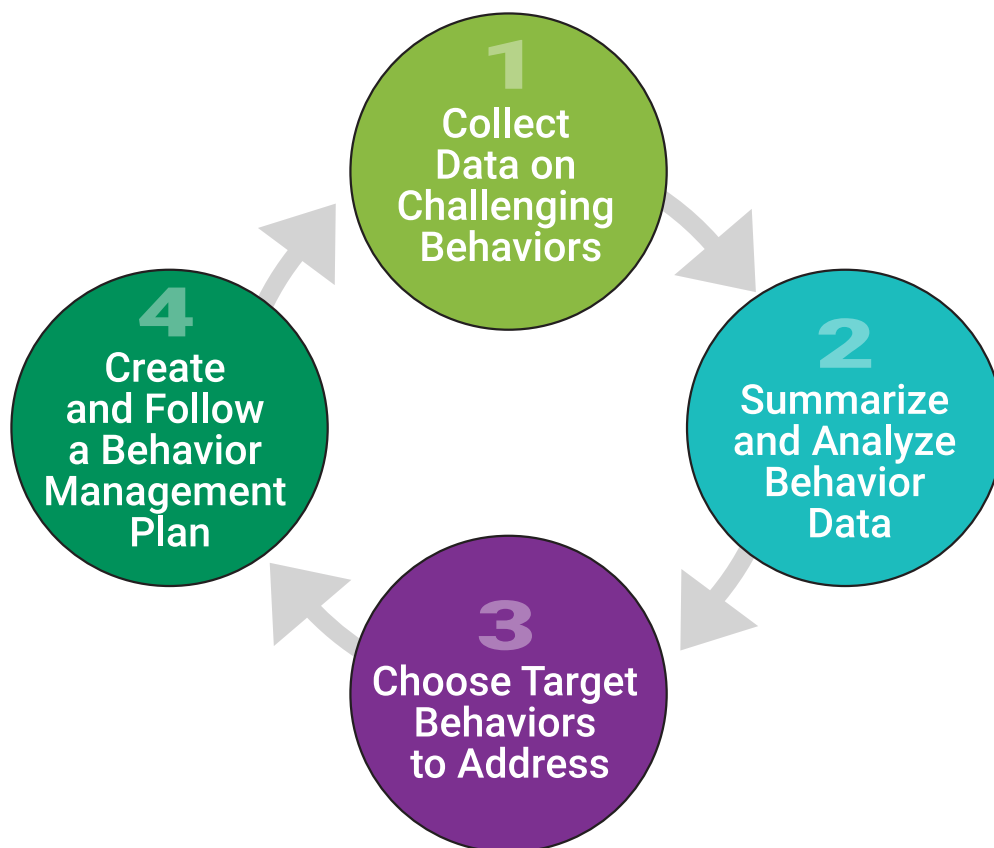 1
Collect
Data on
Challenging
Behaviors
2
Summarize
and Analyze
Behavior
Data
3
Choose Target
Behaviors
to Address
4
Create
and Follow
a Behavior
Management
Plan